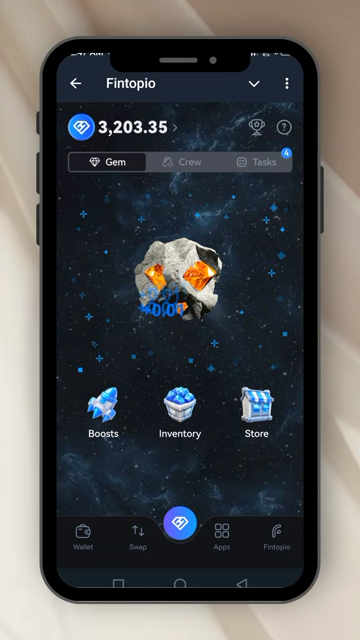 Fintopio
3,203.35
Gem
Crew
Tasks
4
Boosts
Inventory
Store
Wallet
Swap
Apps
Fintopio